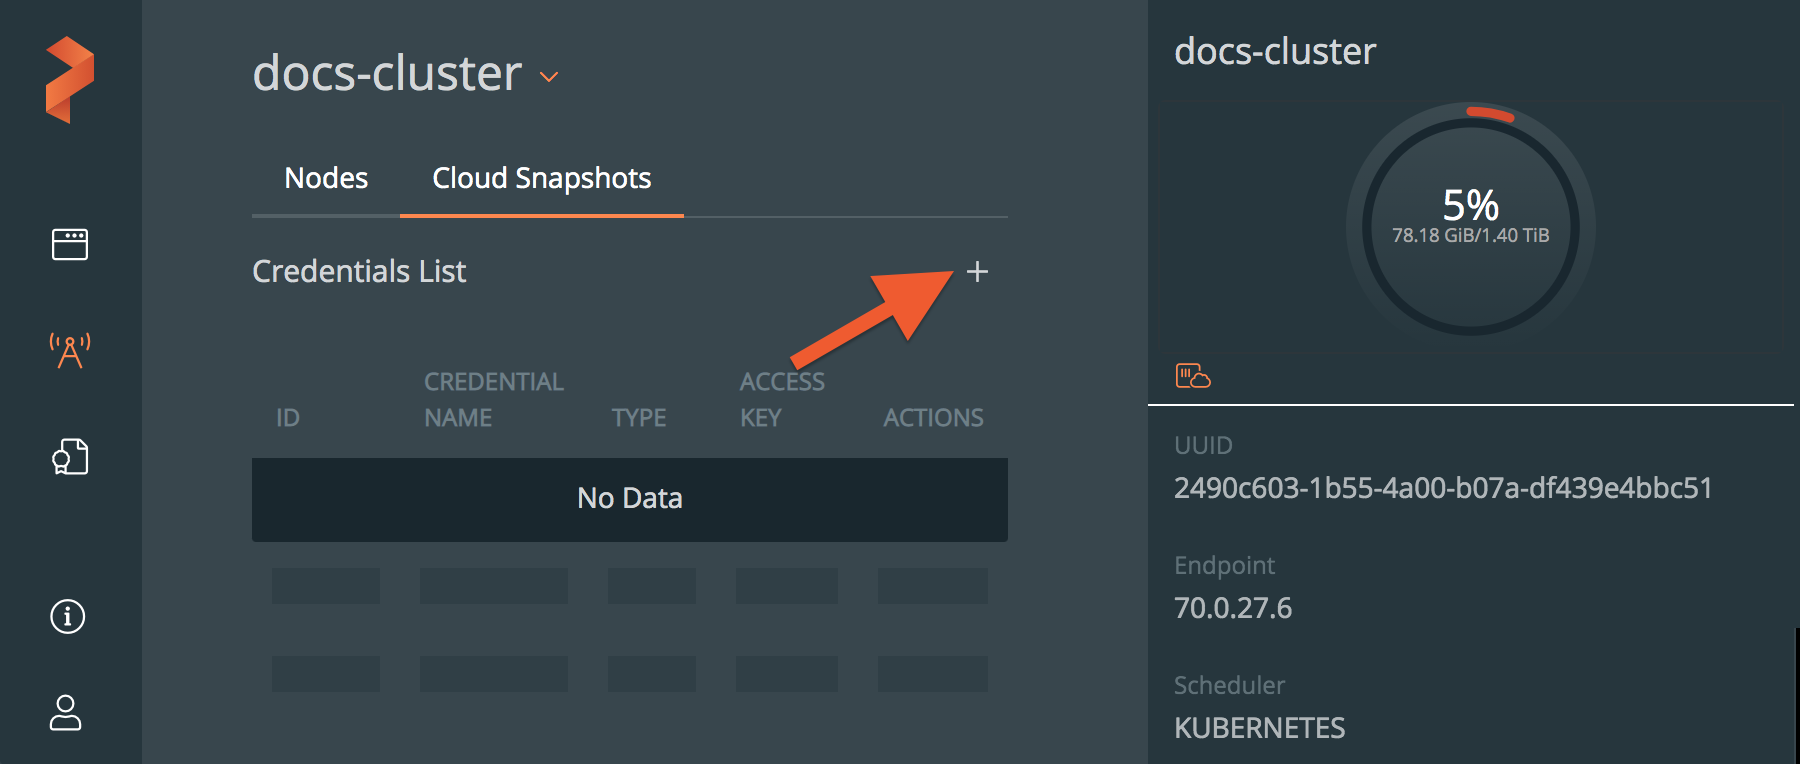 docs-cluster
Nodes
Cloud Snapshots
Credentials List
+
ID
CREDENTIAL
NAME
TYPE
ACCESS
KEY
ACTIONS
No Data
docs-cluster
5%
78.18 GiB/1.40 TiB
UUID
2490c603-1b55-4a00-b07a-df439e4bbc51
Endpoint
70.0.27.6
Scheduler
KUBERNETES